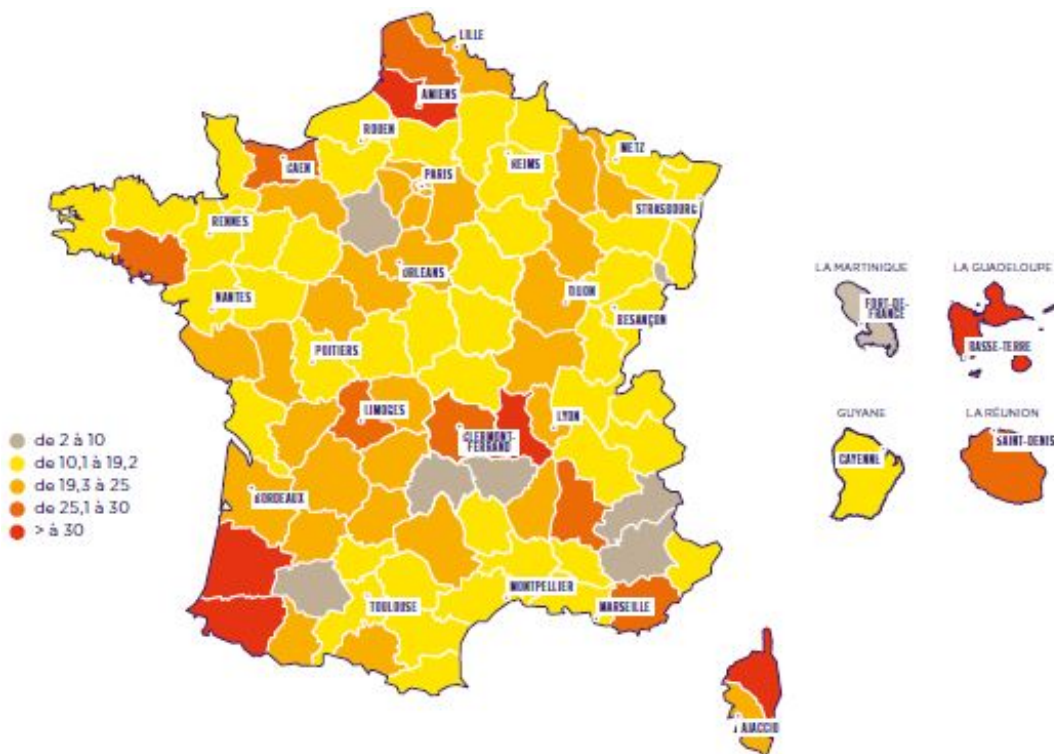 LILLE
AMIENS
ROUEN
CAEN
REIMS
METZ
PARIS
STRASBOURG
RENNES
ORLÉANS
DIJON
NANTES
BESANÇON
POITIERS
LIMOGES
LYON
CLERMONT-
FERRAND
BORDEAUX
TOULOUSE
MONTPELLIER
MARSEILLE
AJACCIO
de 2 à 10
de 10,1 à 19,2
de 19,3 à 25
de 25,1 à 30
> à 30
LA MARTINIQUE
FORT-DE-
FRANCE
LA GUADELOUPE
BASSE-TERRE
GUYANE
CAYENNE
LA RÉUNION
SAINT-DENIS